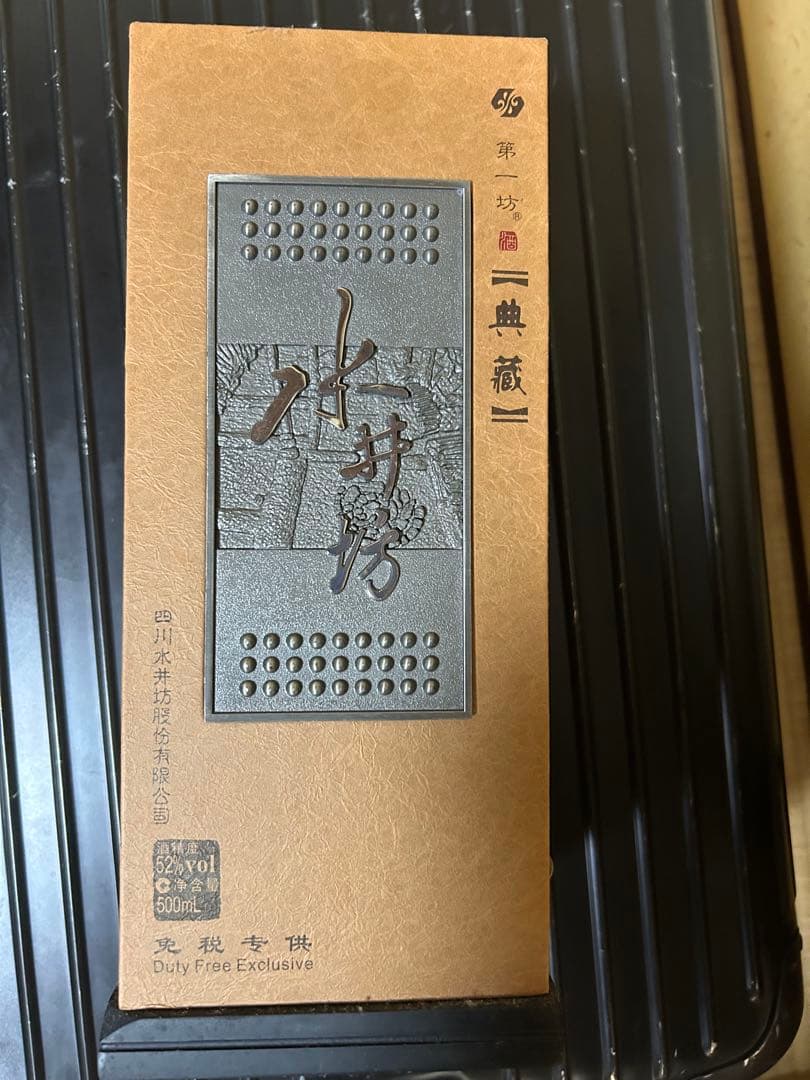 第一坊®
酒
【典藏】
水井坊
四川水井坊股份有限公司
酒精度
52%vol
净含量
500mL
免税专供
Duty Free Exclusive